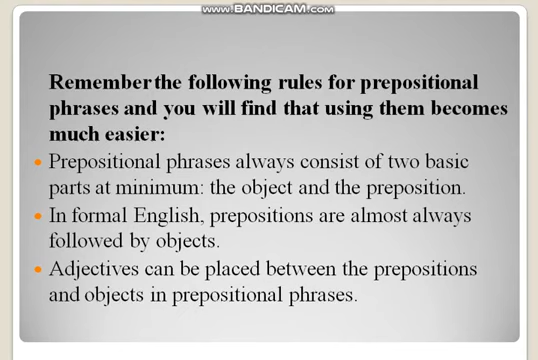 www.BANDICAM.com
Remember the following rules for prepositional
phrases and you will find that using them becomes
much easier:
Prepositional phrases always consist of two basic
parts at minimum: the object and the preposition.
In formal English, prepositions are almost always
followed by objects.
Adjectives can be placed between the prepositions
and objects in prepositional phrases.